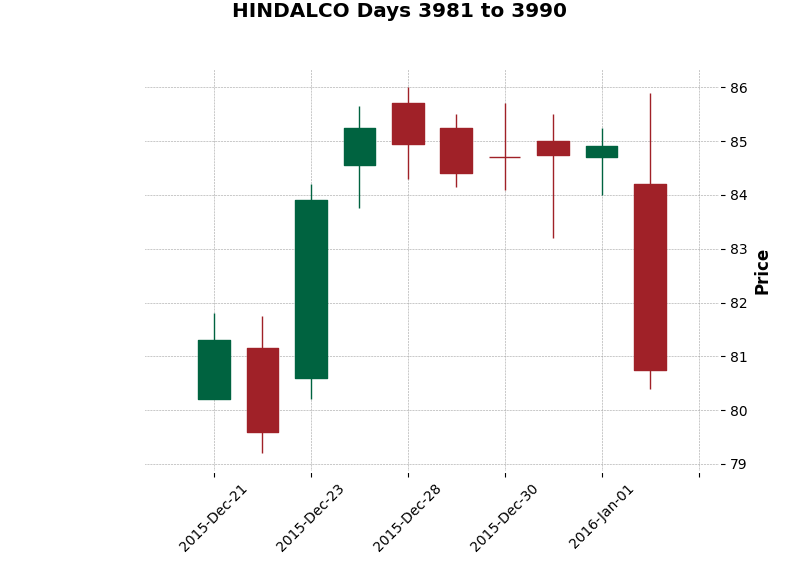 HINDALCO Days 3981 to 3990
86
85
84
83
82
81
80
79
Price
2015-Dec-21
2015-Dec-23
2015-Dec-28
2015-Dec-30
2016-Jan-01